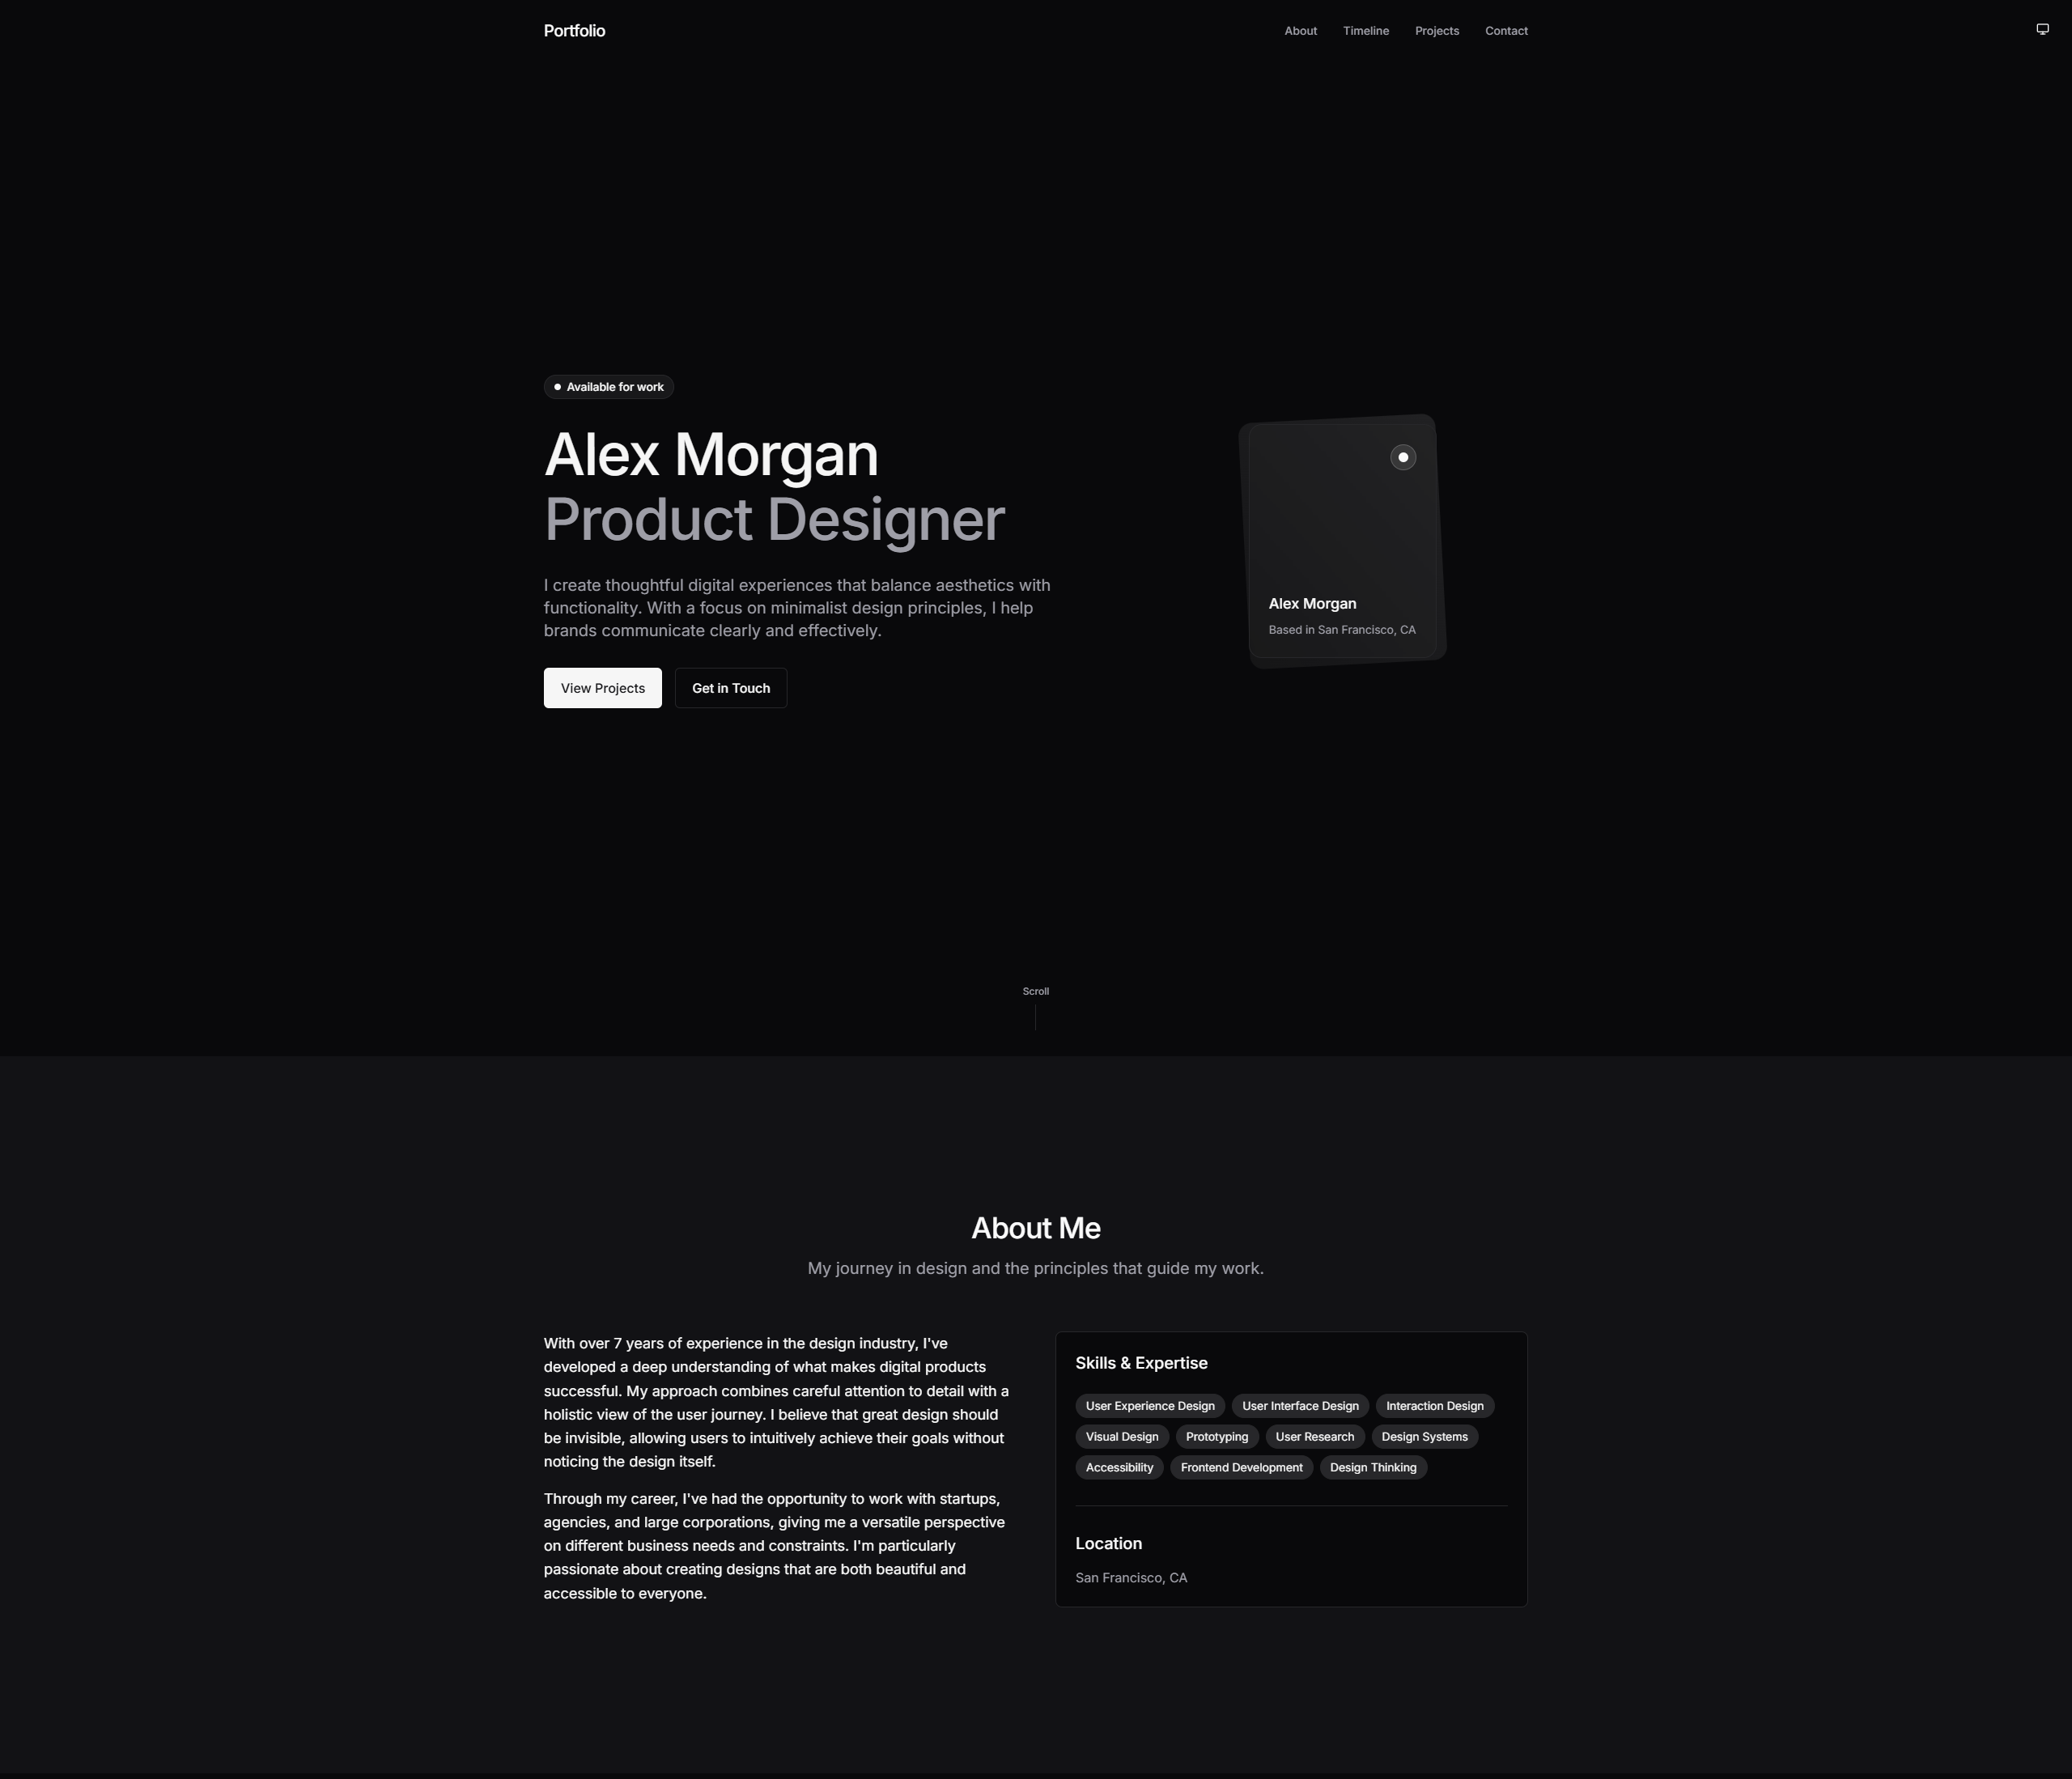 Portfolio
About
Timeline
Projects
Contact
Available for work
Alex Morgan
Product Designer
I create thoughtful digital experiences that balance aesthetics with
functionality. With a focus on minimalist design principles, I help
brands communicate clearly and effectively.
View Projects
Get in Touch
Alex Morgan
Based in San Francisco, CA
Scroll
About Me
My journey in design and the principles that guide my work.
With over 7 years of experience in the design industry, I've
developed a deep understanding of what makes digital products
successful. My approach combines careful attention to detail with a
holistic view of the user journey. I believe that great design should
be invisible, allowing users to intuitively achieve their goals without
noticing the design itself.
Through my career, I've had the opportunity to work with startups,
agencies, and large corporations, giving me a versatile perspective
on different business needs and constraints. I'm particularly
passionate about creating designs that are both beautiful and
accessible to everyone.
Skills & Expertise
User Experience Design
User Interface Design
Interaction Design
Visual Design
Prototyping
User Research
Design Systems
Accessibility
Frontend Development
Design Thinking
Location
San Francisco, CA